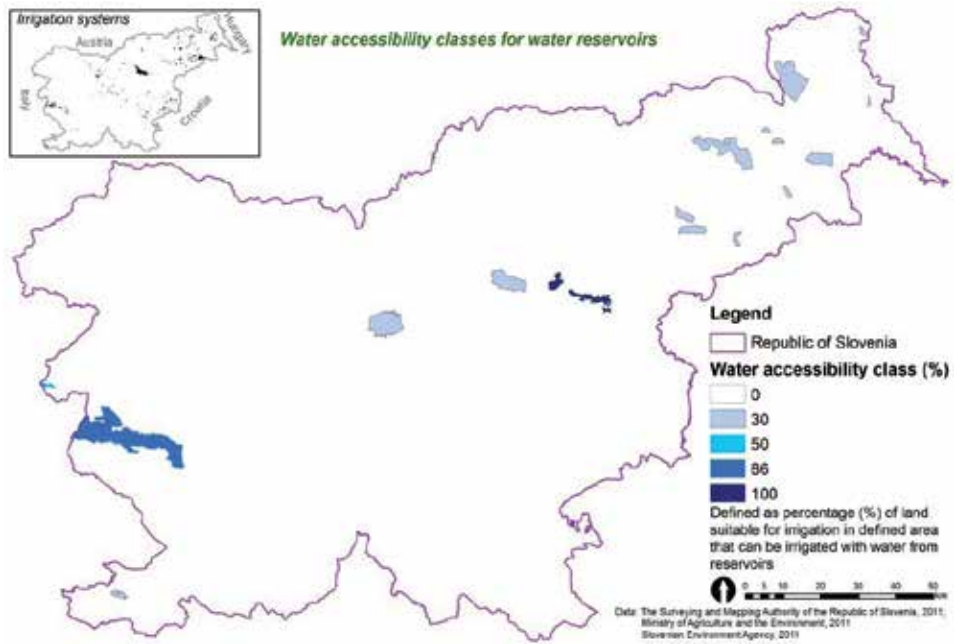 Irrigation systems
Austria
Hungary
Italy
Croatia
Water accessibility classes for water reservoirs
Legend
Republic of Slovenia
Water accessibility class (%)
0
30
50
86
100
Defined as percentage (%) of land
suitable for irrigation in defined area
that can be irrigated with water from
reservoirs
0 5 10 20 30 40 50
Data: The Surveying and Mapping Authority of the Republic of Slovenia, 2011;
Ministry of Agriculture and the Environment, 2011
Slovenian Environment Agency, 2011